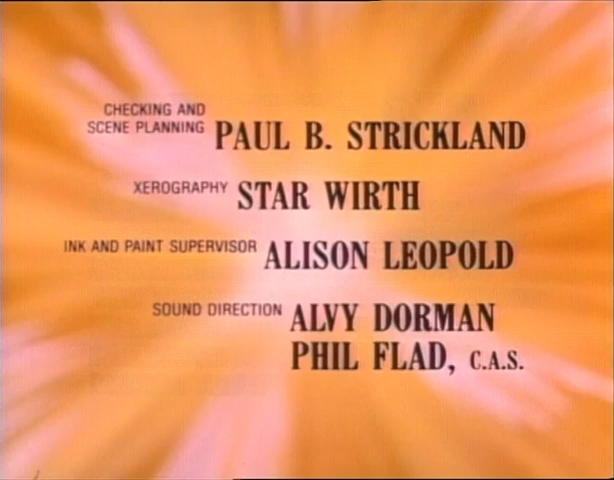 CHECKING AND
SCENE PLANNING PAUL B. STRICKLAND
XEROGRAPHY STAR WIRTH
INK AND PAINT SUPERVISOR ALISON LEOPOLD
SOUND DIRECTION ALVY DORMAN
PHIL FLAD, C.A.S.